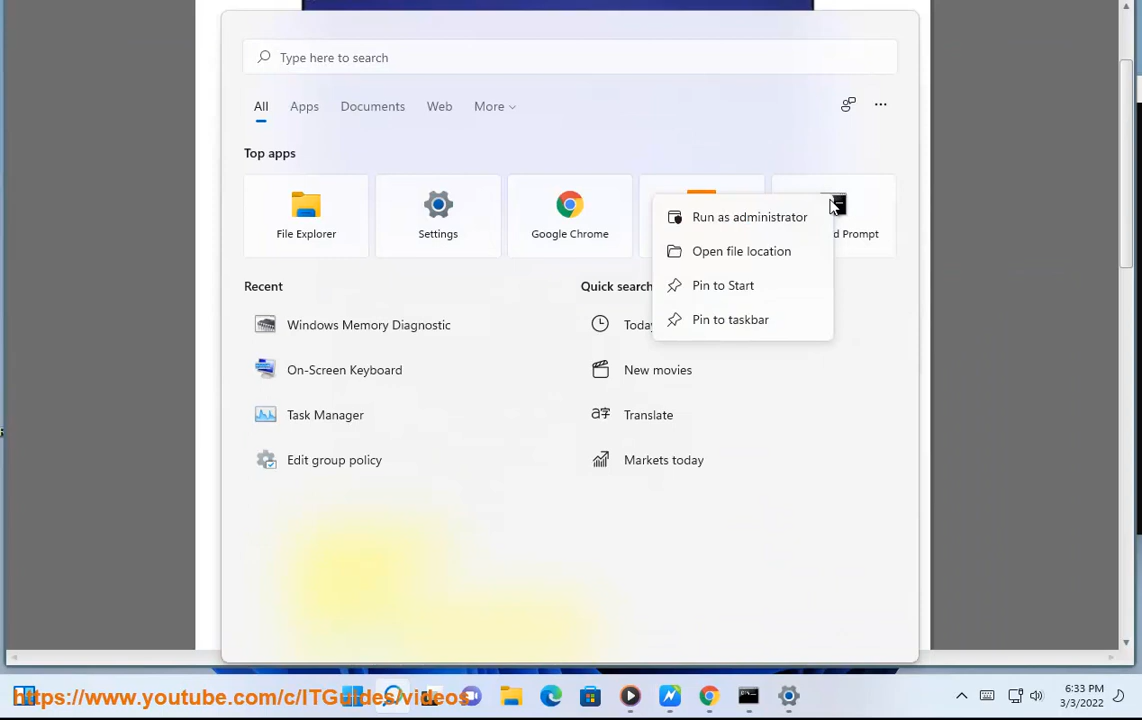 Type here to search
All Apps Documents Web More
Top apps
File Explorer Settings Google Chrome Prompt
Run as administrator
Open file location
Pin to Start
Pin to taskbar
Recent
Quick
Windows Memory Diagnostic
On-Screen Keyboard
New movies
Task Manager
Translate
Edit group policy
Markets today
https://www.youtube.com/c/ITGuides/videos
6:33 PM
3/3/2022